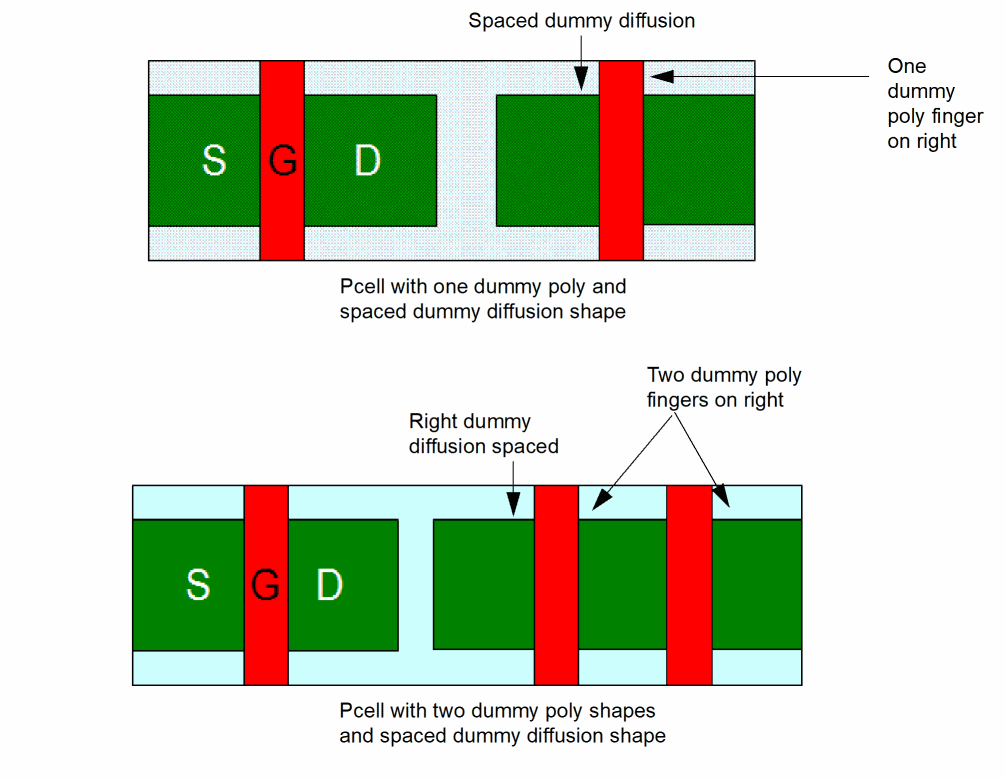 Spaced dummy diffusion
One
dummy
poly finger
on right
S G D
Pcell with one dummy poly and
spaced dummy diffusion shape
Two dummy poly
fingers on right
Right dummy
diffusion spaced
S G D
Pcell with two dummy poly shapes
and spaced dummy diffusion shape